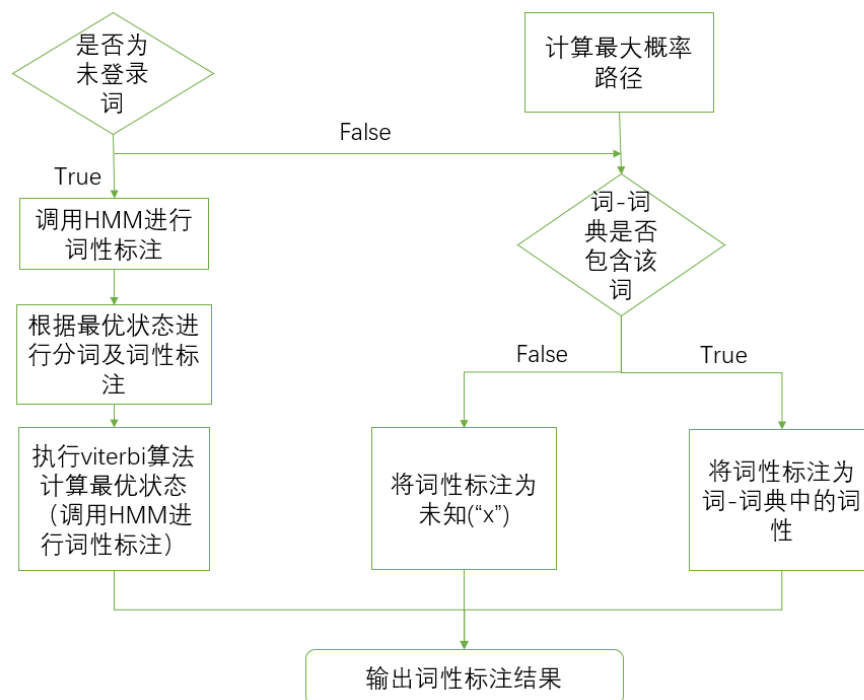 是否为
未登录
词
计算最大概率
路径
False
True
调用HMM进行
词性标注
词-词
典是否
包含该
词
根据最优状态进
行分词及词性标
注
False
True
执行viterbi算法
计算最优状态
（调用HMM进
行词性标注）
将词性标注为
未知(“x”)
将词性标注为
词-词典中的词
性
输出词性标注结果